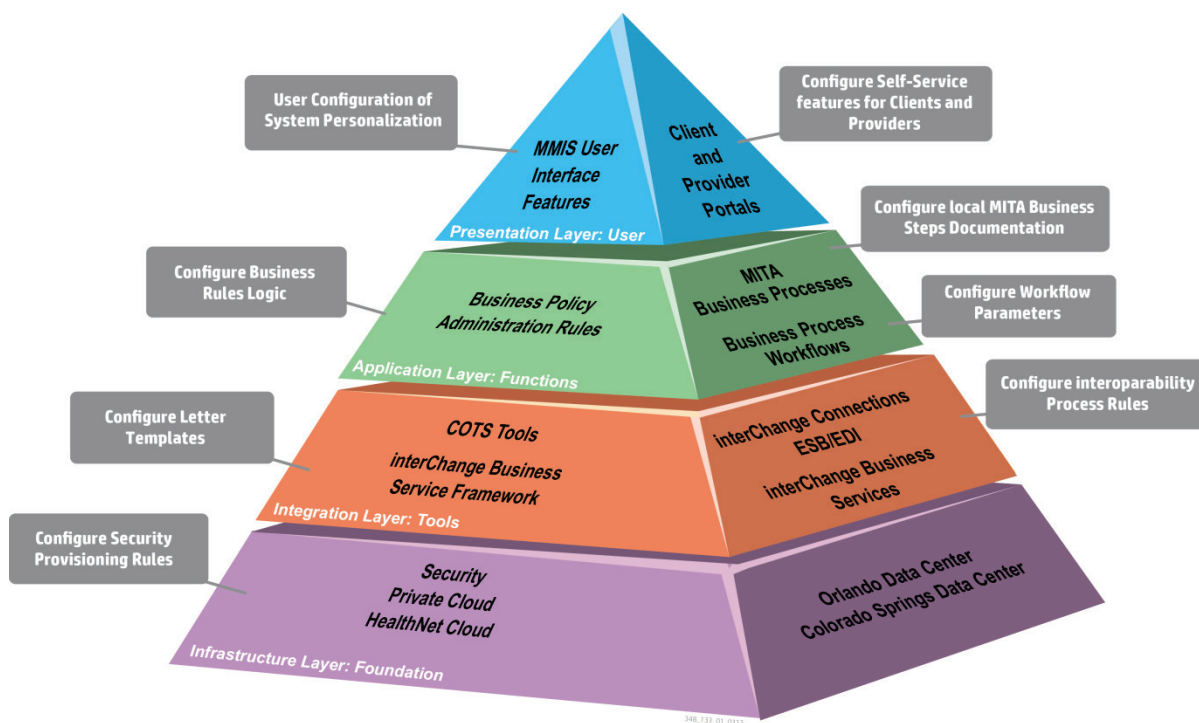 User Configuration of
System Personalization
Configure Self-Service
features for Clients and
Providers
MMIS User
Interface
Features
Client
and
Provider
Portals
Presentation Layer: User
Configure local MITA Business
Steps Documentation
Configure Business
Rules Logic
Business Policy
Administration Rules
MITA
Business Processes
Business Process
Workflows
Configure Workflow
Parameters
Application Layer: Functions
Configure interoparability
Process Rules
Configure Letter
Templates
COTS Tools
interChange Business
Service Framework
interChange Connections
ESB/EDI
interChange Business
Services
Integration Layer: Tools
Configure Security
Provisioning Rules
Security
Private Cloud
HealthNet Cloud
Orlando Data Center
Colorado Springs Data Center
Infrastructure Layer: Foundation